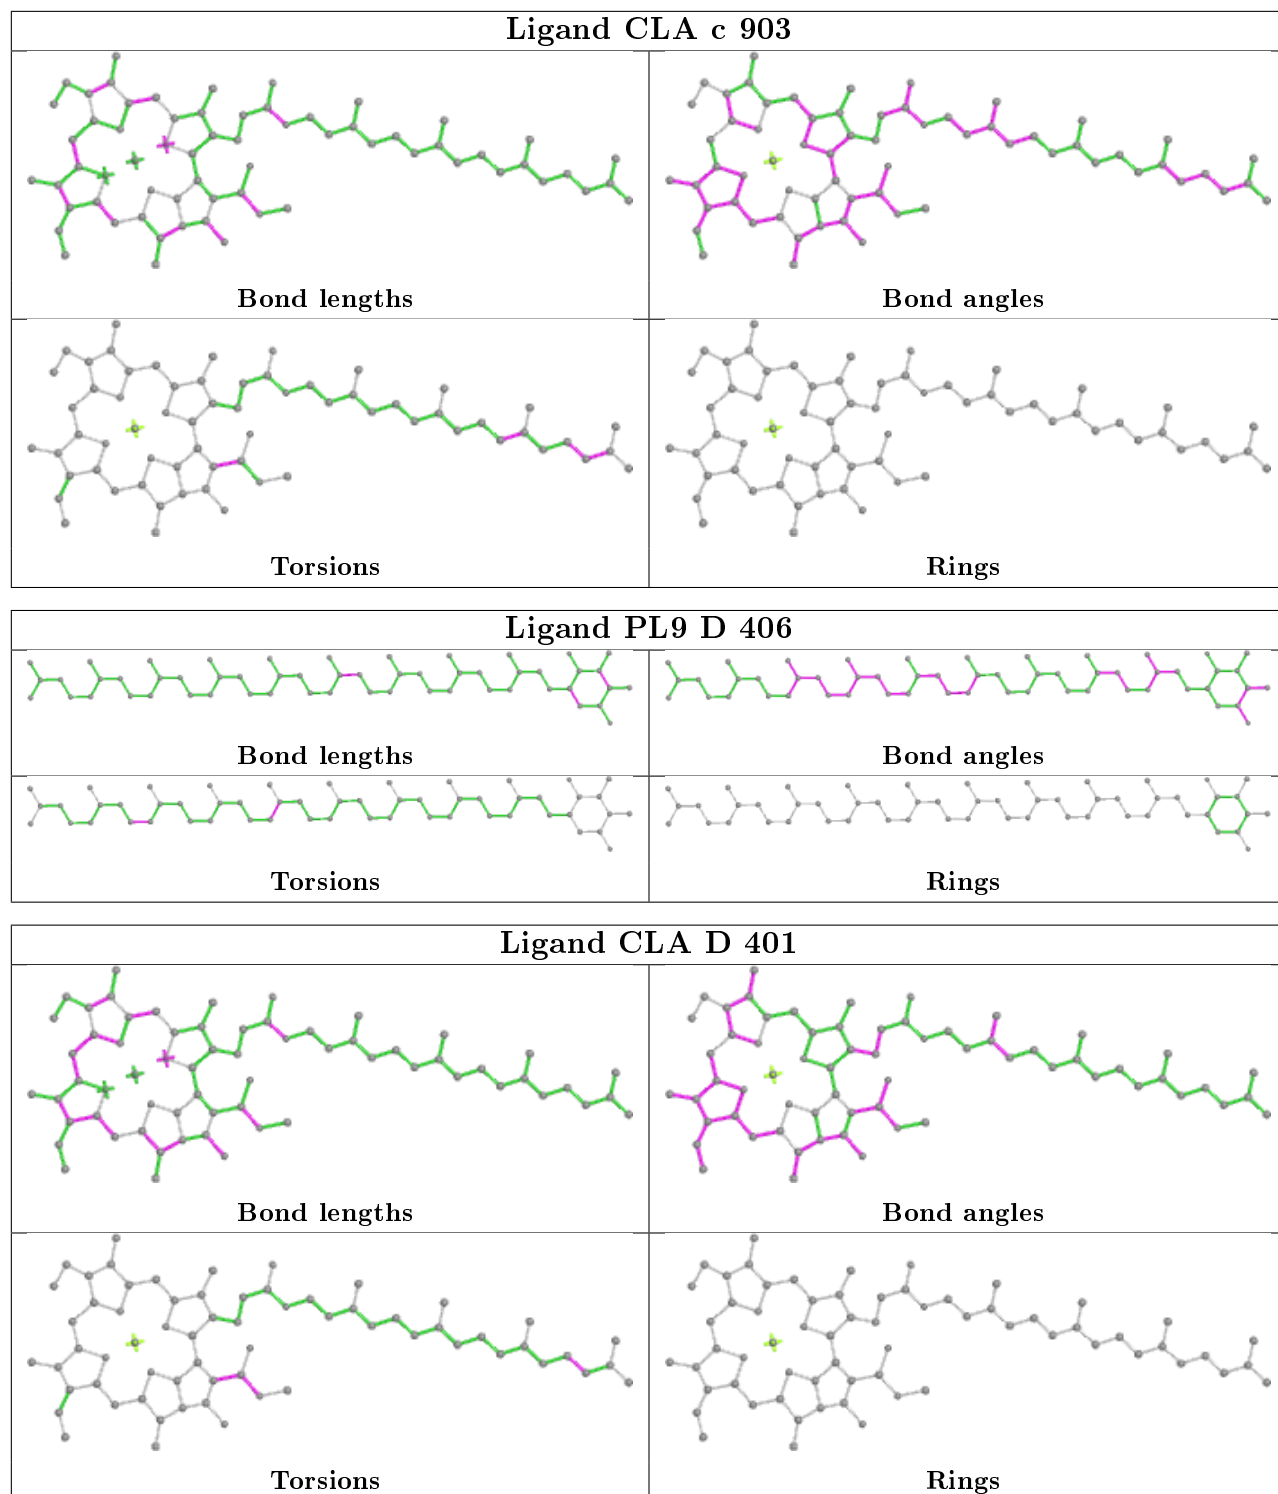 Ligand CLA c 903
Bond lengths
Bond angles
Torsions
Rings
Ligand PL9 D 406
Bond lengths
Bond angles
Torsions
Rings
Ligand CLA D 401
Bond lengths
Bond angles
Torsions
Rings